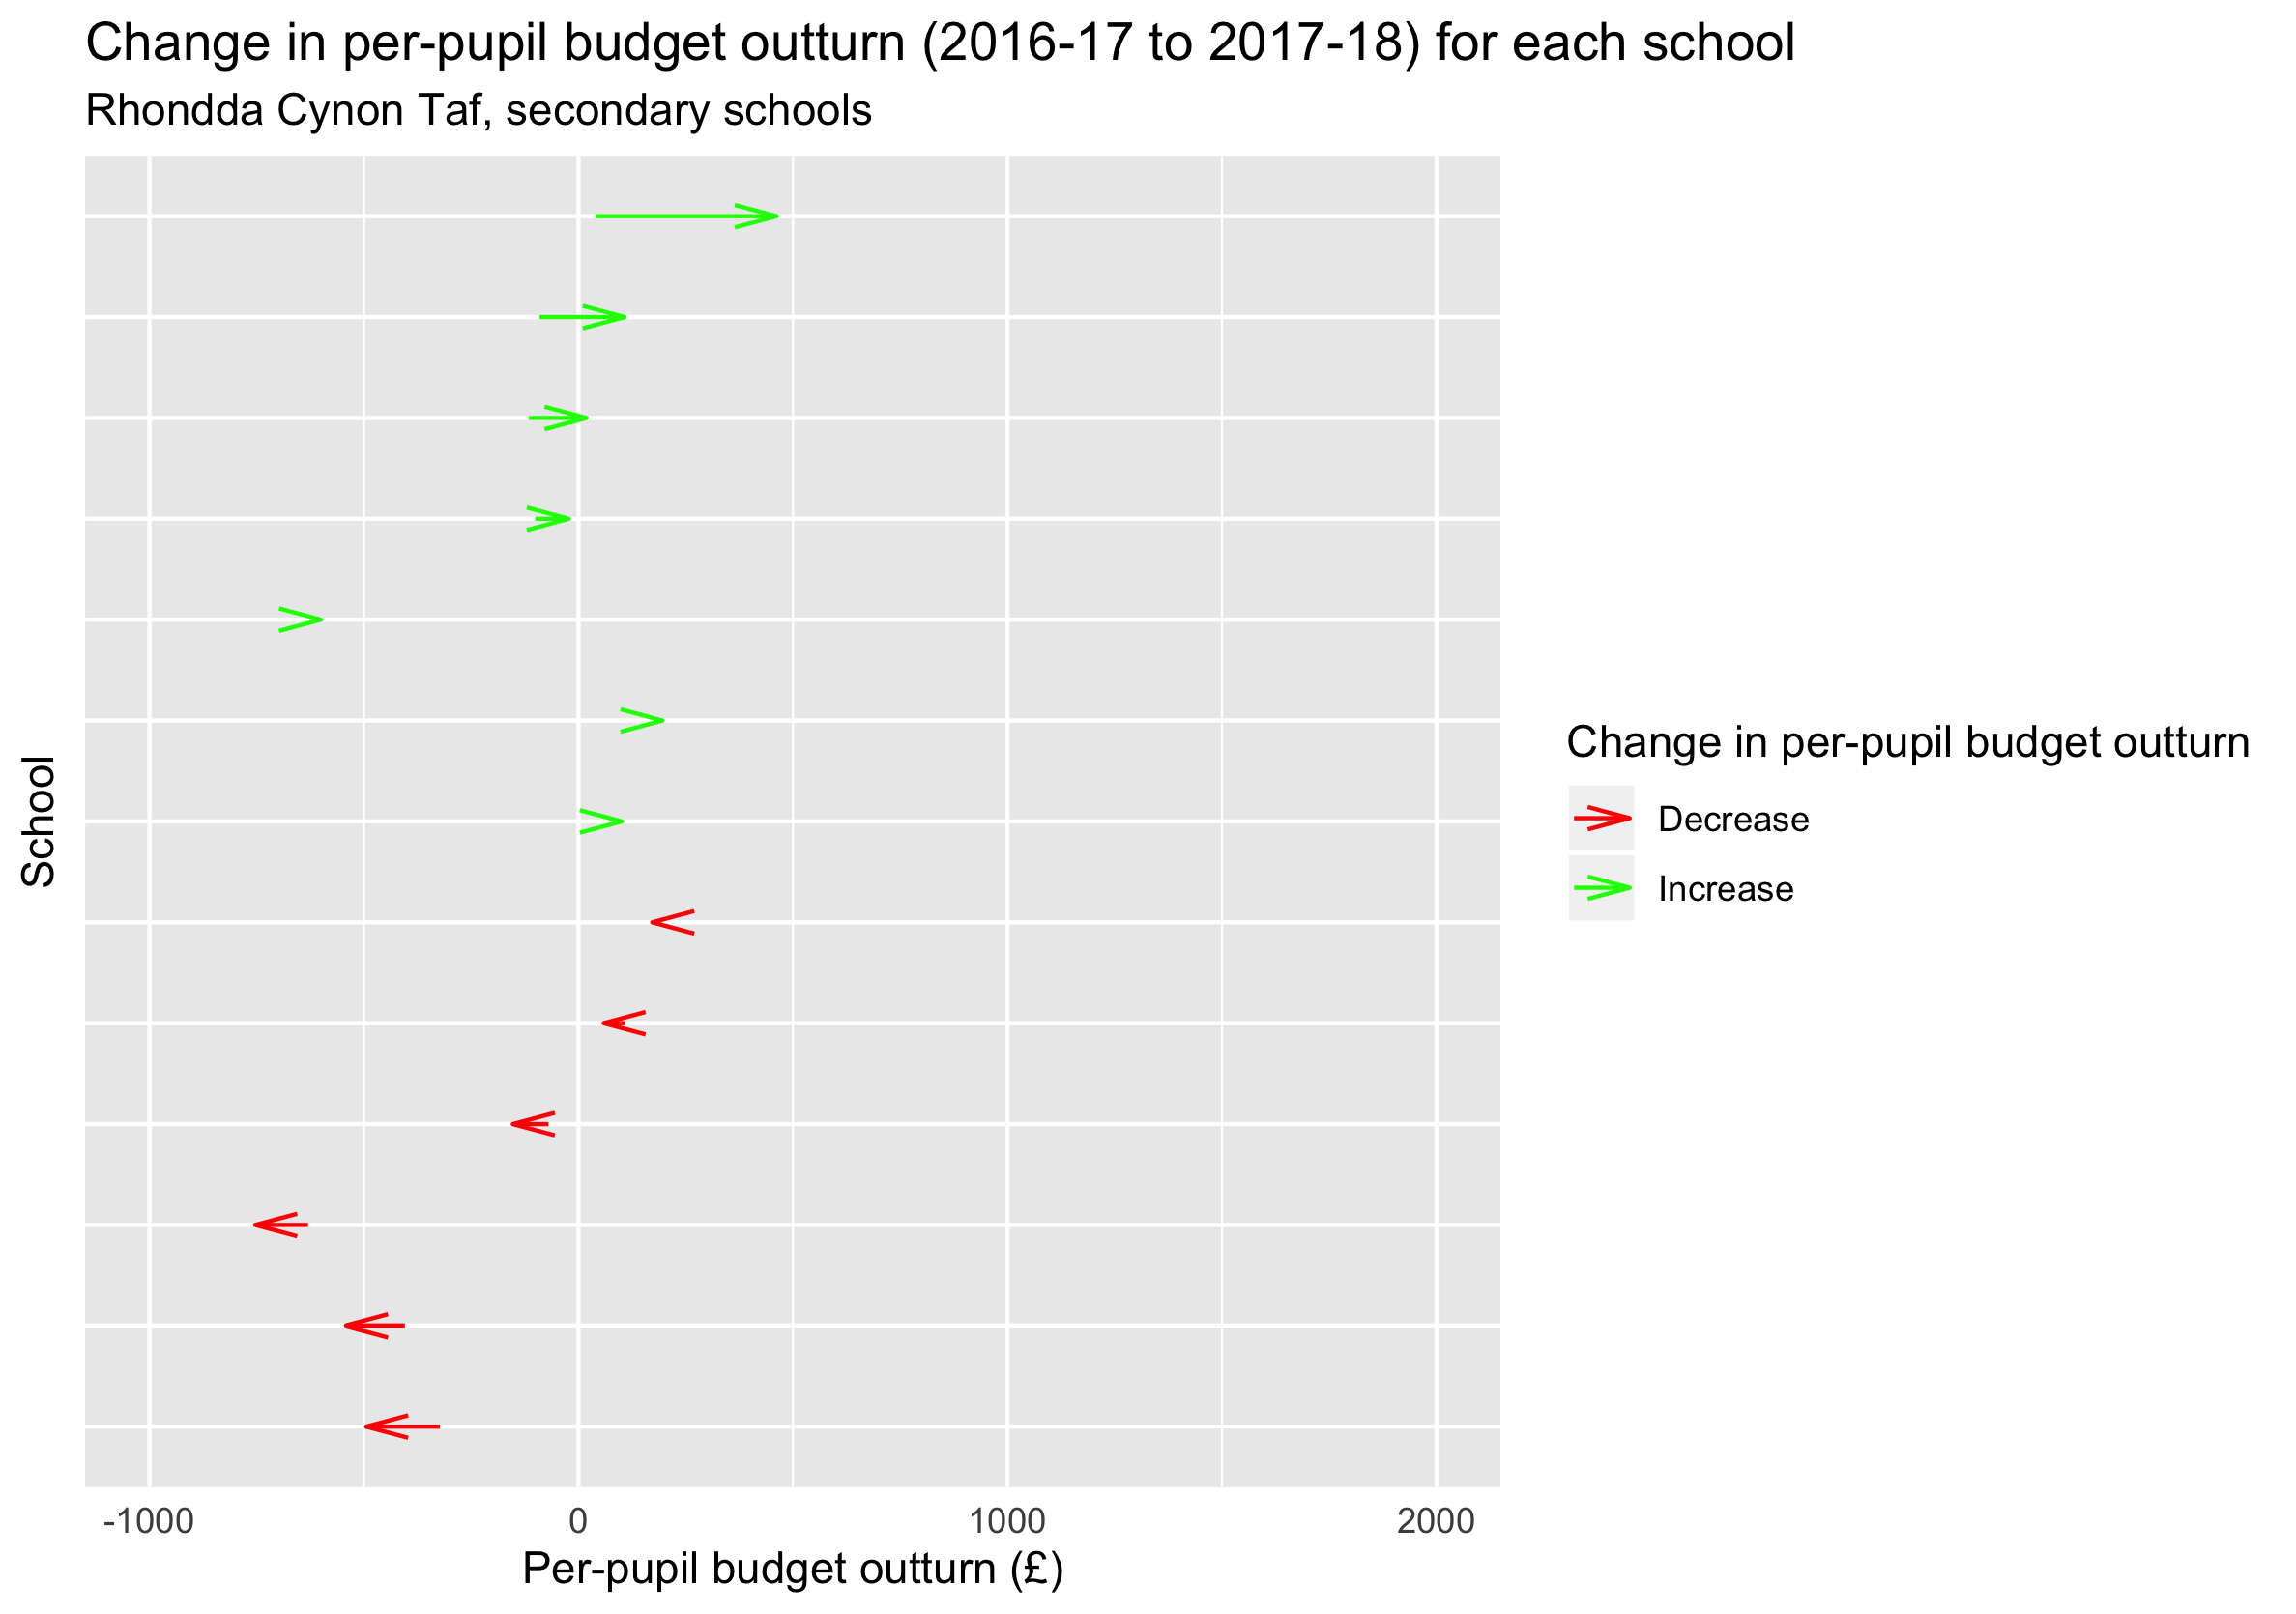 Change in per-pupil budget outturn (2016-17 to 2017-18) for each school
Rhondda Cynon Taf, secondary schools
School
Change in per-pupil budget outturn
Decrease
Increase
-1000 0 1000 2000
Per-pupil budget outturn (£)